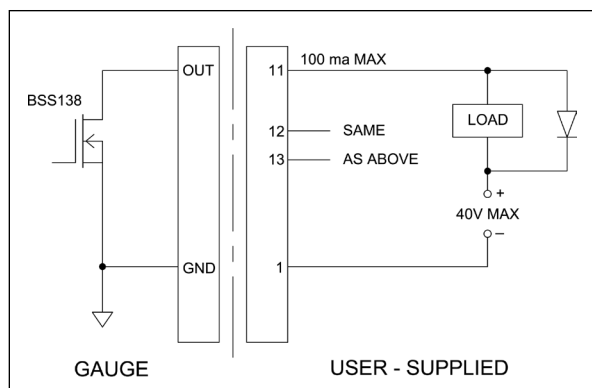 BSS138
OUT
GND
11
100 ma MAX
12
SAME
13
AS ABOVE
LOAD
+
40V MAX
–
1
GAUGE
USER - SUPPLIED